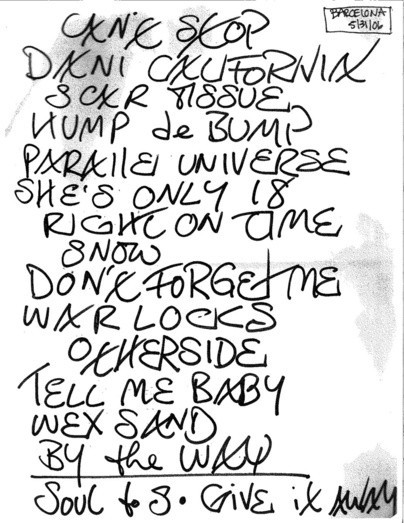 BARCELONA
5/31/06
CAN'T STOP
DANI CALIFORNIA
SCAR TISSUE
HUMP de BUMP
PARAllEl UNIVERSE
SHE'S ONLY 18
RIGHT ON TIME
SNOW
DON'T FORGET ME
WARLOCKS
OTHERSIDE
TELL ME BABY
WET SAND
BY the WAY
SOUL to S. GIVE it AWAY